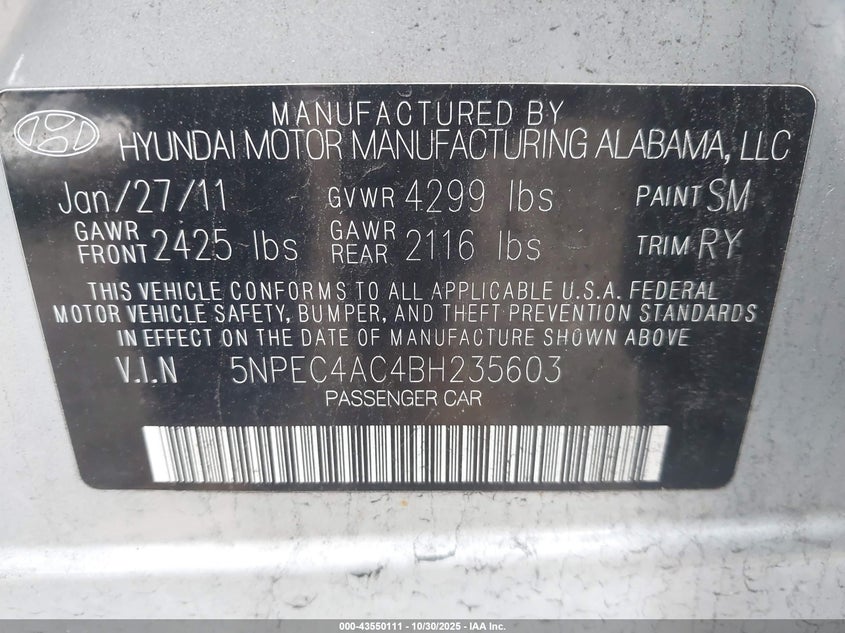 MANUFACTURED BY
HYUNDAI MOTOR MANUFACTURING ALABAMA, LLC
Jan/27/11 GVWR 4299 lbs PAINT SM
GAWR FRONT 2425 lbs GAWR REAR 2116 lbs TRIM RY
THIS VEHICLE CONFORMS TO ALL APPLICABLE U.S.A. FEDERAL
MOTOR VEHICLE SAFETY, BUMPER, AND THEFT PREVENTION STANDARDS
IN EFFECT ON THE DATE OF MANUFACTURE SHOWN ABOVE
V.I.N 5NPEC4AC4BH235603
PASSENGER CAR
000-43550111 - 10/30/2025 - IAA Inc.